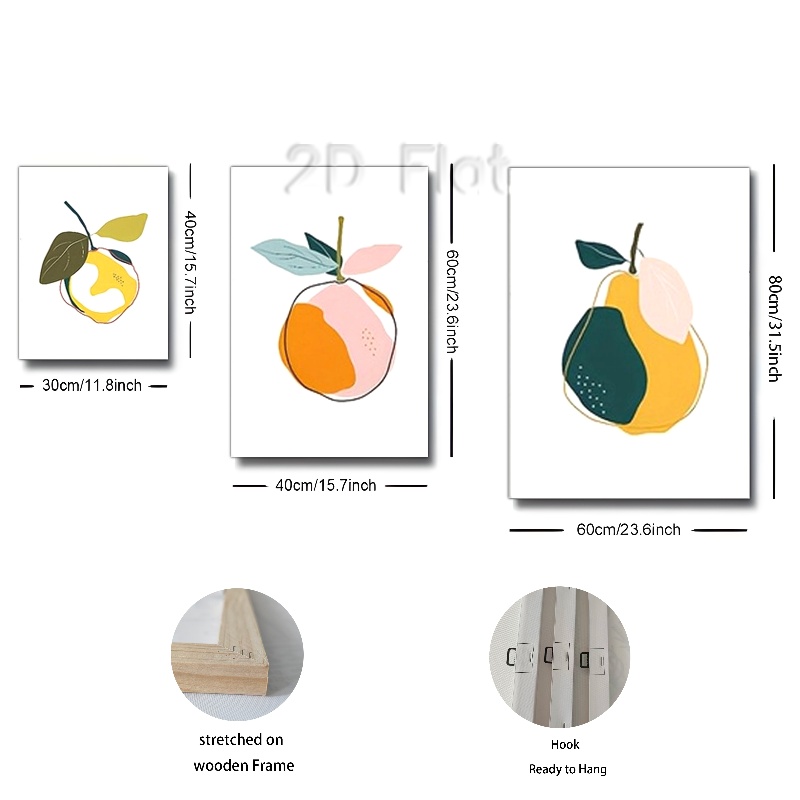 2D Flat
40cm/15.7inch
30cm/11.8inch
60cm/23.6inch
40cm/15.7inch
80cm/31.5inch
60cm/23.6inch
stretched on
wooden Frame
Hook
Ready to Hang